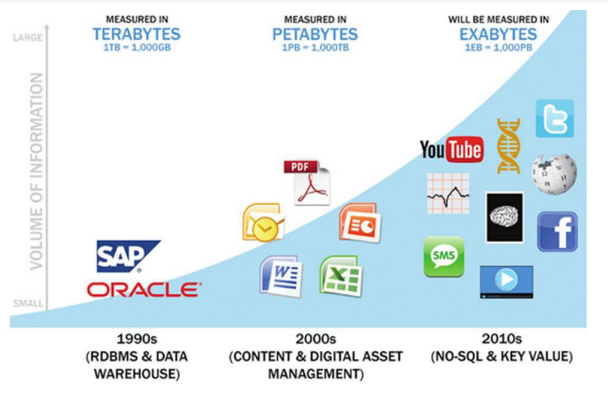 MEASURED IN
TERABYTES
1TB = 1,000GB
MEASURED IN
PETABYTES
1PB = 1,000TB
WILL BE MEASURED IN
EXABYTES
1EB = 1,000PB
LARGE
VOLUME OF INFORMATION
SMALL
SAP
ORACLE
PDF
W
X
You Tube
t
W
f
SMS
1990s
(RDBMS & DATA
WAREHOUSE)
2000s
(CONTENT & DIGITAL ASSET
MANAGEMENT)
2010s
(NO-SQL & KEY VALUE)